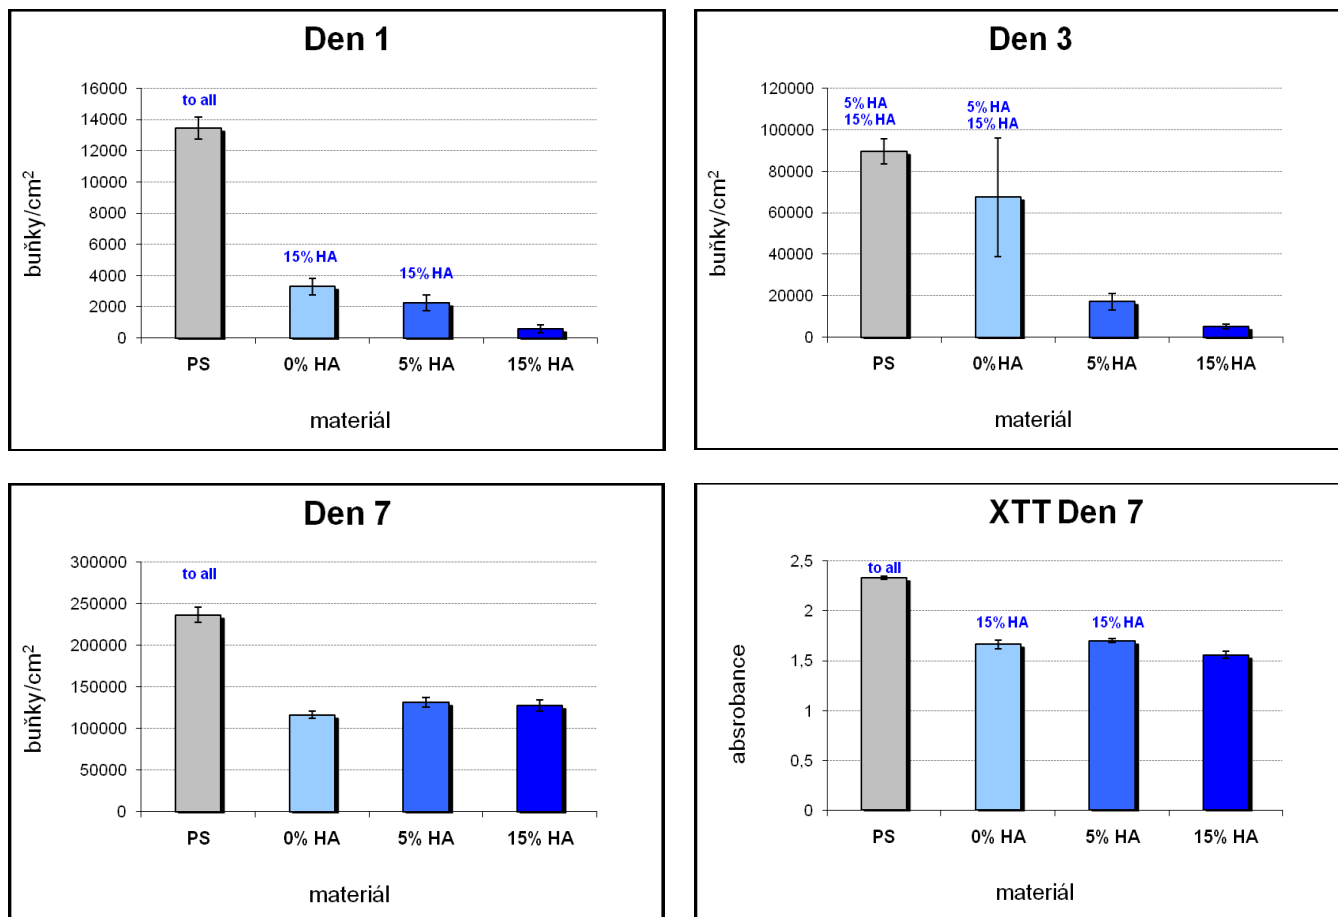 Den 1
16000
14000
12000
10000
8000
6000
4000
2000
0
buňky/cm²
to all
15% HA
15% HA
PS 0% HA 5% HA 15% HA
materiál
Den 3
120000
100000
80000
60000
40000
20000
0
buňky/cm²
5% HA
15% HA
5% HA
15% HA
PS 0%HA 5%HA 15%HA
materiál
Den 7
300000
250000
200000
150000
100000
50000
0
buňky/cm²
to all
PS 0% HA 5% HA 15% HA
materiál
XTT Den 7
2,5
2
1,5
1
0,5
0
absrobance
to all
15% HA
15% HA
PS 0% HA 5% HA 15% HA
materiál